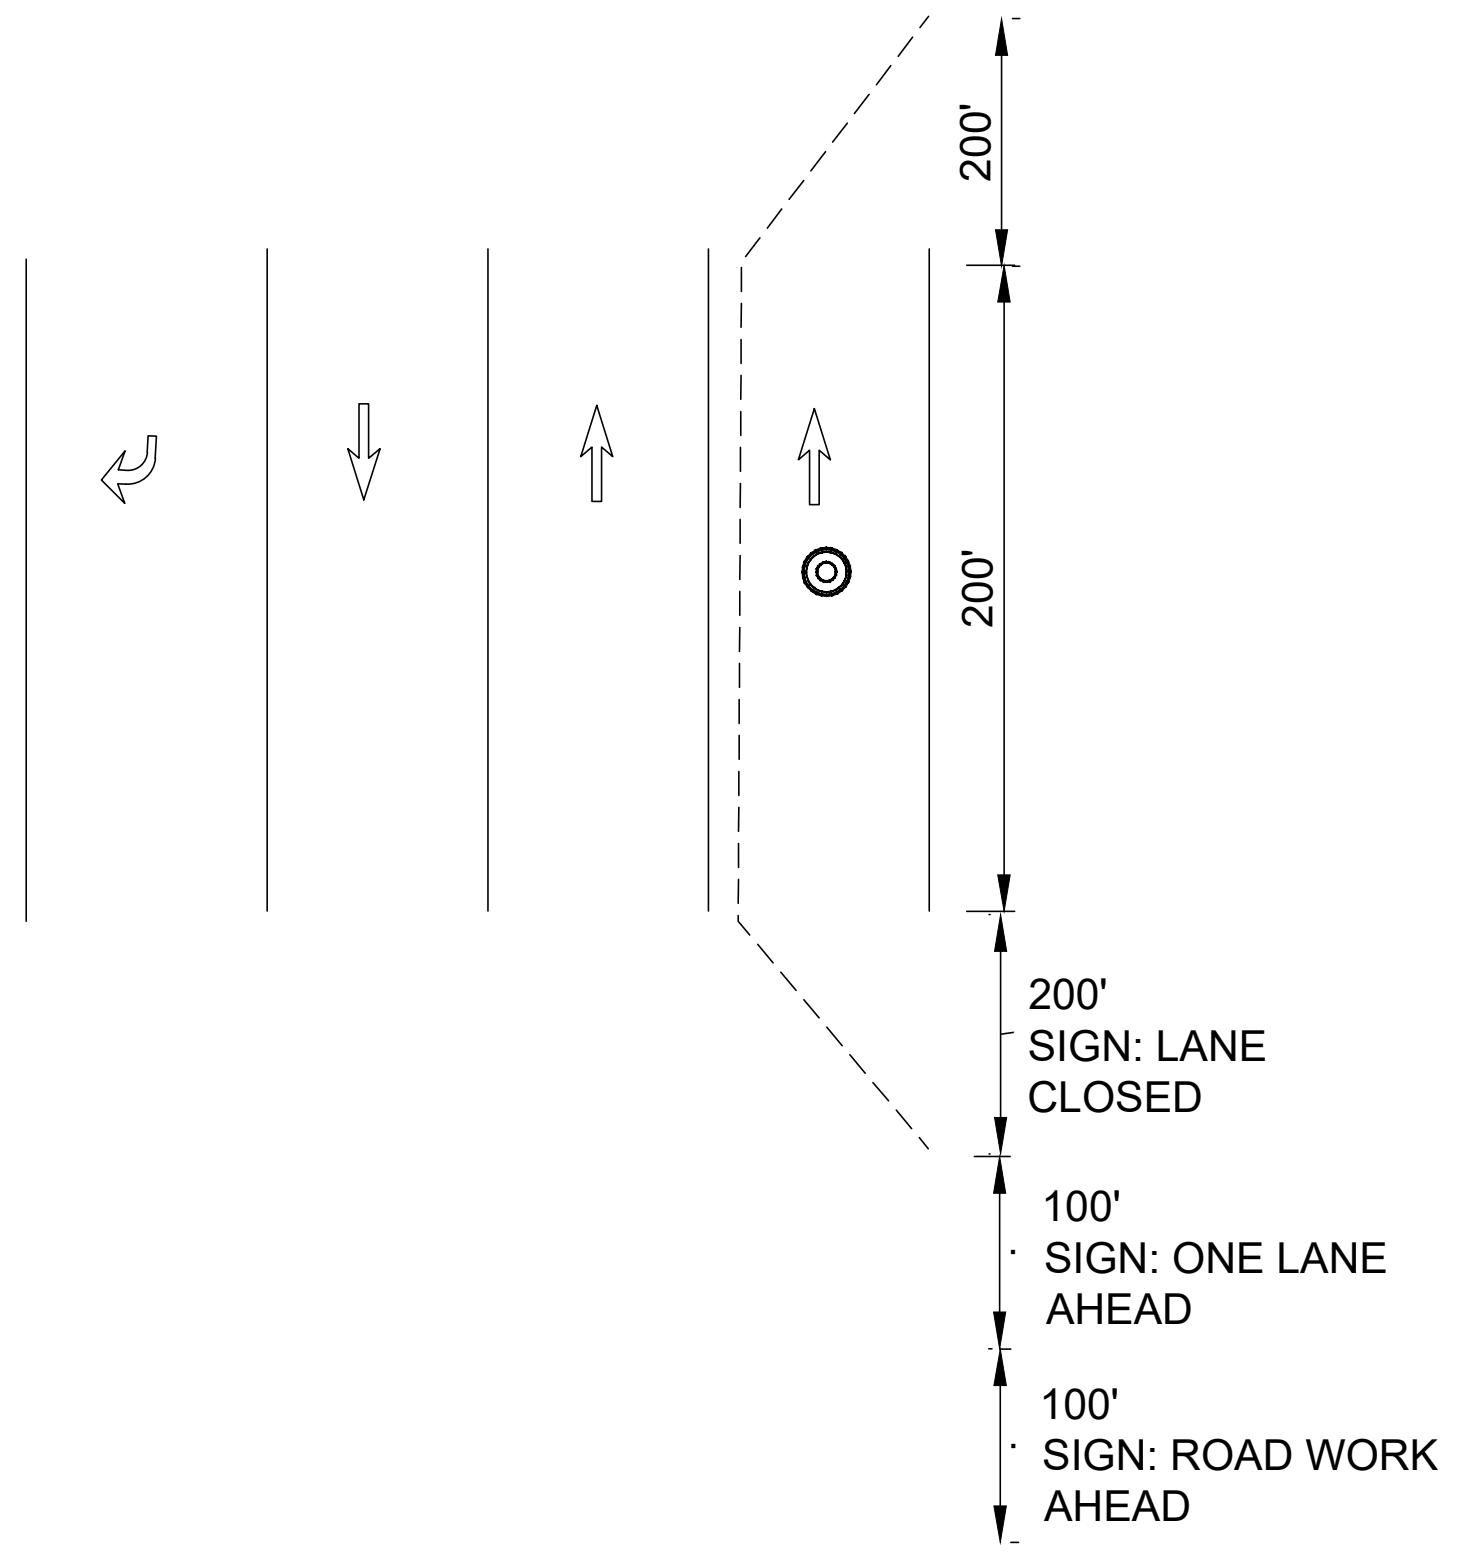 200'
200'
200'
SIGN: LANE
CLOSED
100'
SIGN: ONE LANE
AHEAD
100'
SIGN: ROAD WORK
AHEAD